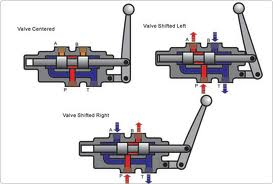 Valve Centered
A B
P T
Valve Shifted Left
A B
P T
Valve Shifted Right
A B
P T